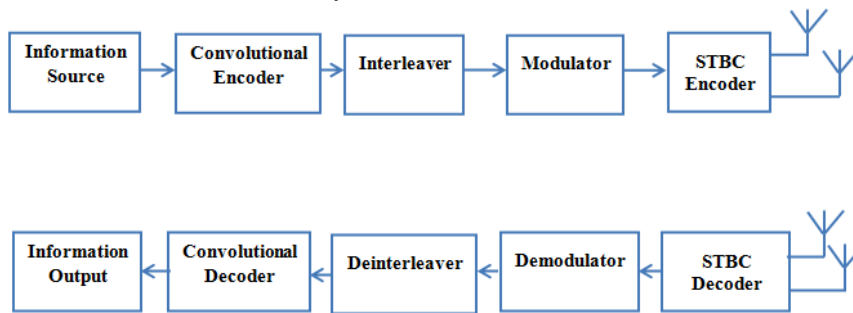 Information
Source
Convolutional
Encoder
Interleaver
Modulator
STBC
Encoder
Information
Output
Convolutional
Decoder
Deinterleaver
Demodulator
STBC
Decoder